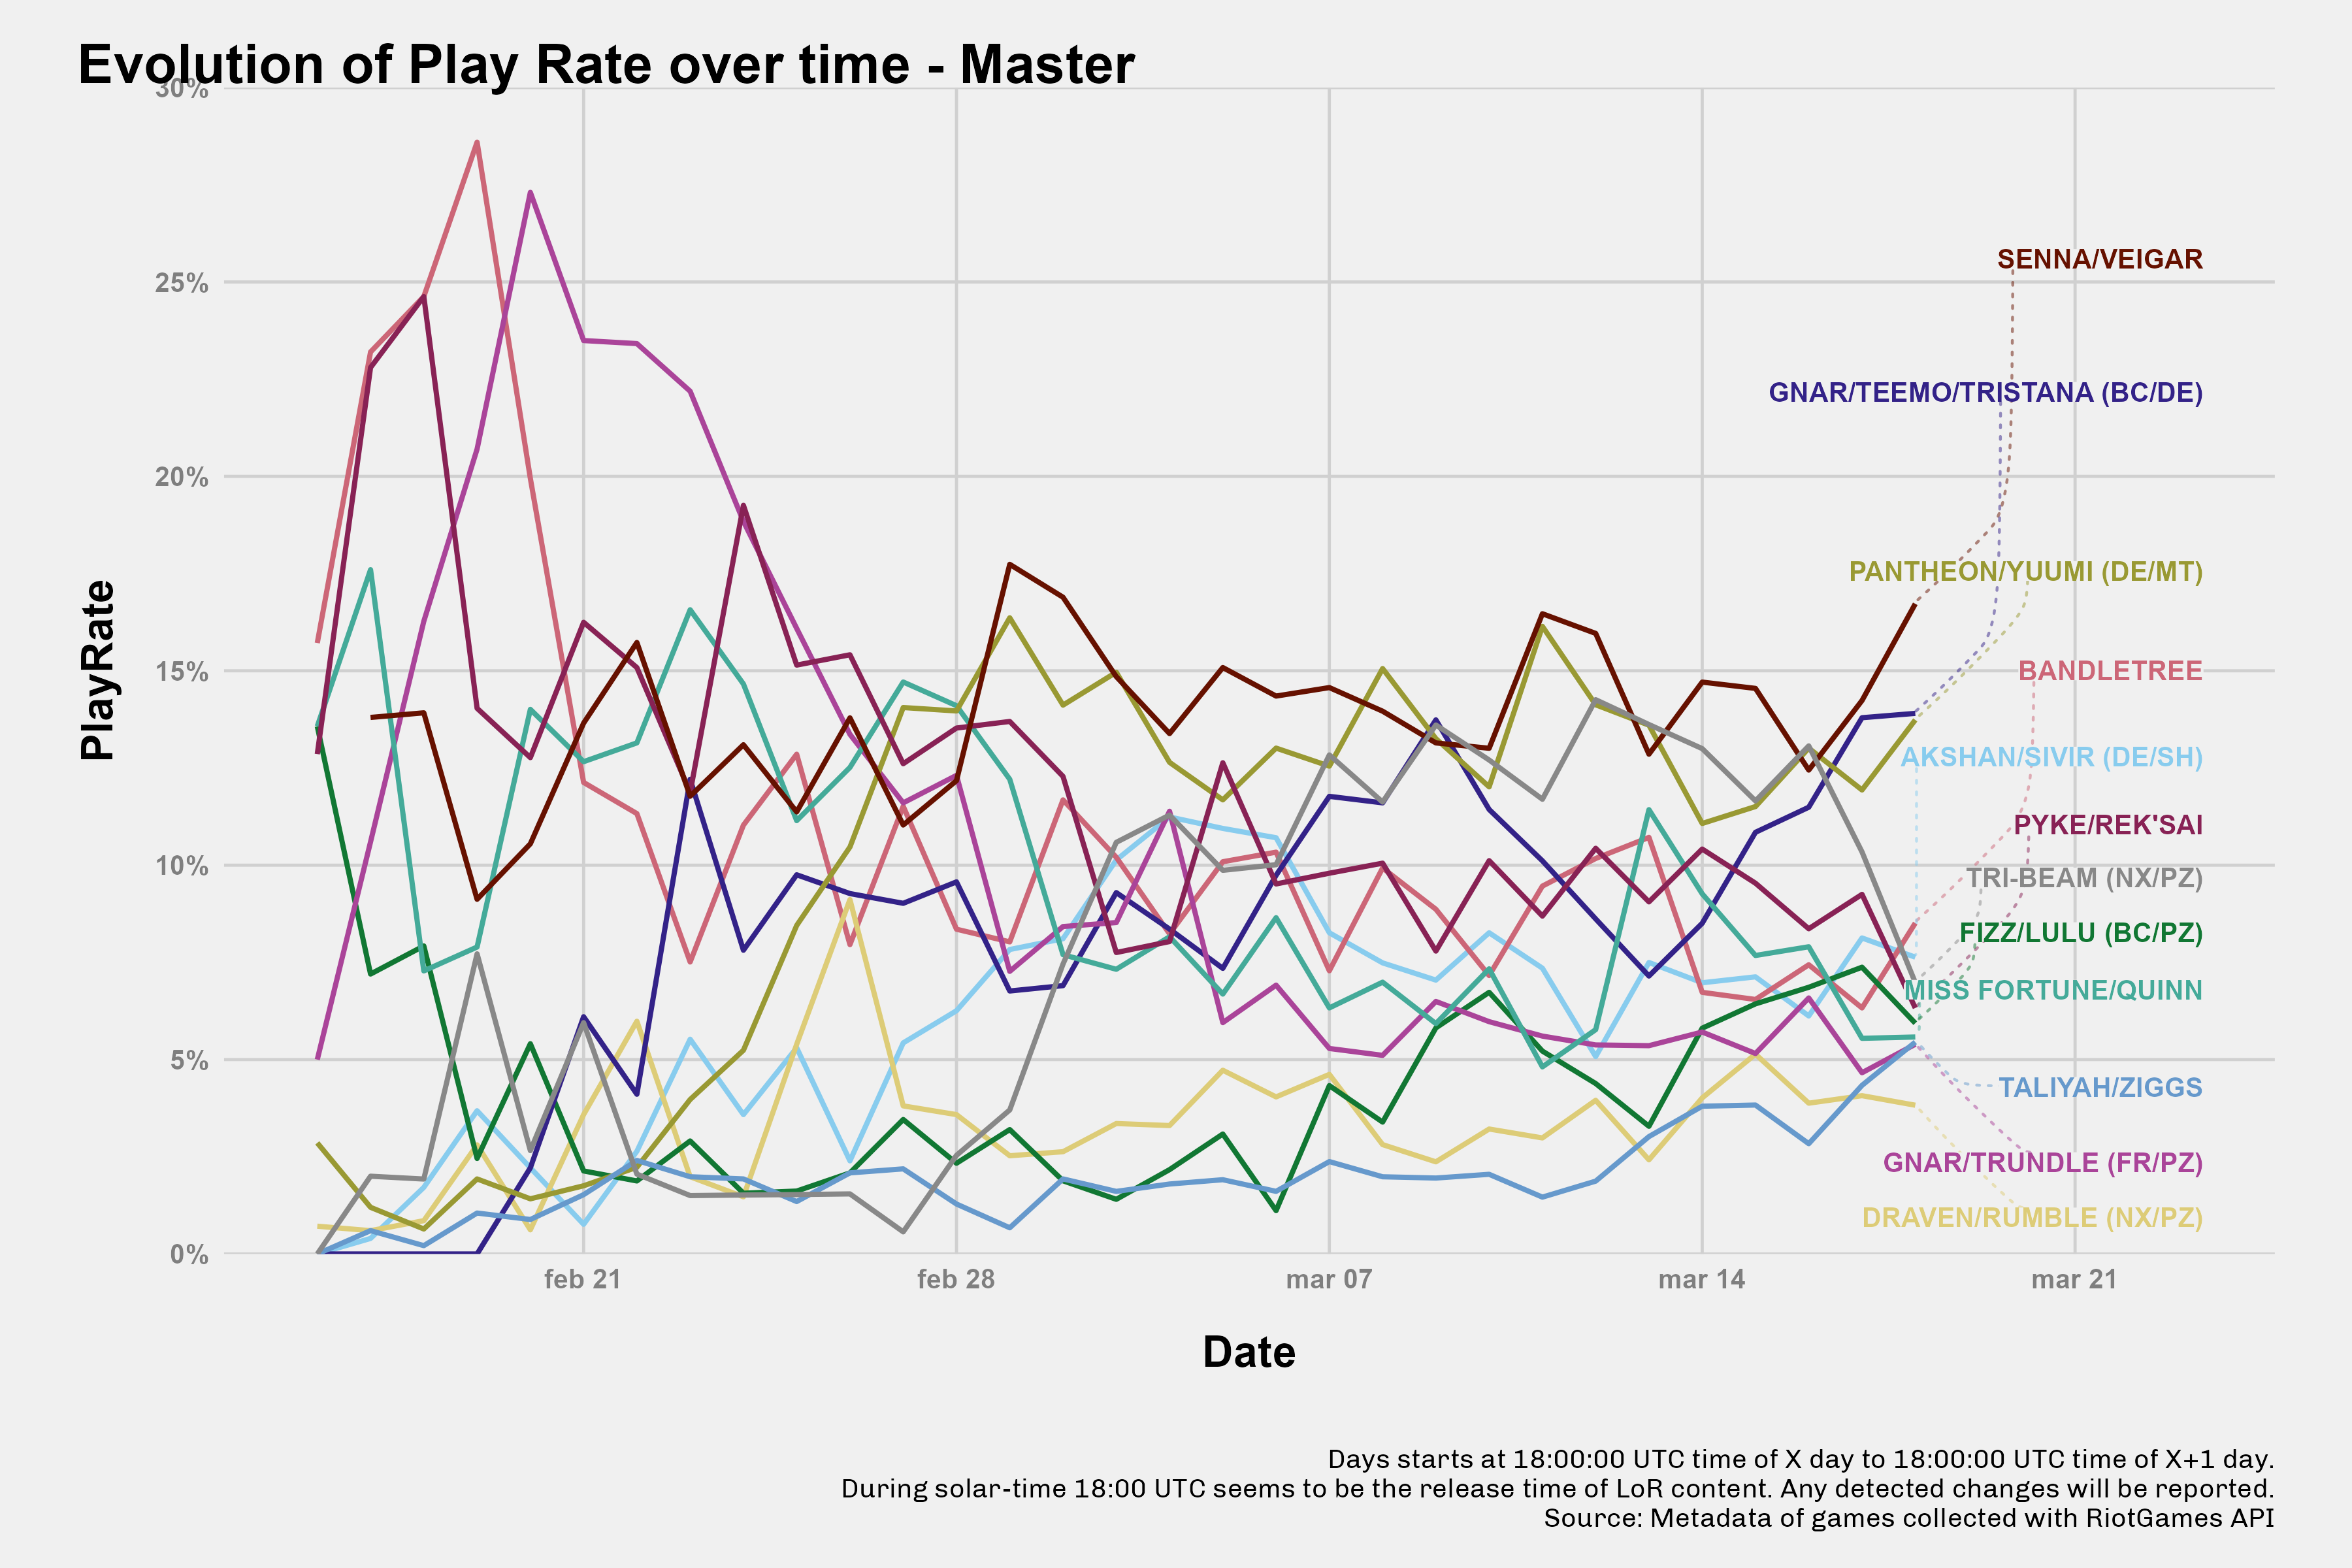 Evolution of Play Rate over time - Master
30%
25%
20%
15%
10%
5%
0%
PlayRate
SENNA/VEIGAR
GNAR/TEEMO/TRISTANA (BC/DE)
PANTHEON/YUUMI (DE/MT)
BANDLETREE
AKSHAN/SIVIR (DE/SH)
PYKE/REK'SAI
TRI-BEAM (NX/PZ)
FIZZ/LULU (BC/PZ)
MISS FORTUNE/QUINN
TALIYAH/ZIGGS
GNAR/TRUNDLE (FR/PZ)
DRAVEN/RUMBLE (NX/PZ)
feb 21 feb 28 mar 07 mar 14 mar 21
Date
Days starts at 18:00:00 UTC time of X day to 18:00:00 UTC time of X+1 day.
During solar-time 18:00 UTC seems to be the release time of LoR content. Any detected changes will be reported.
Source: Metadata of games collected with RiotGames API